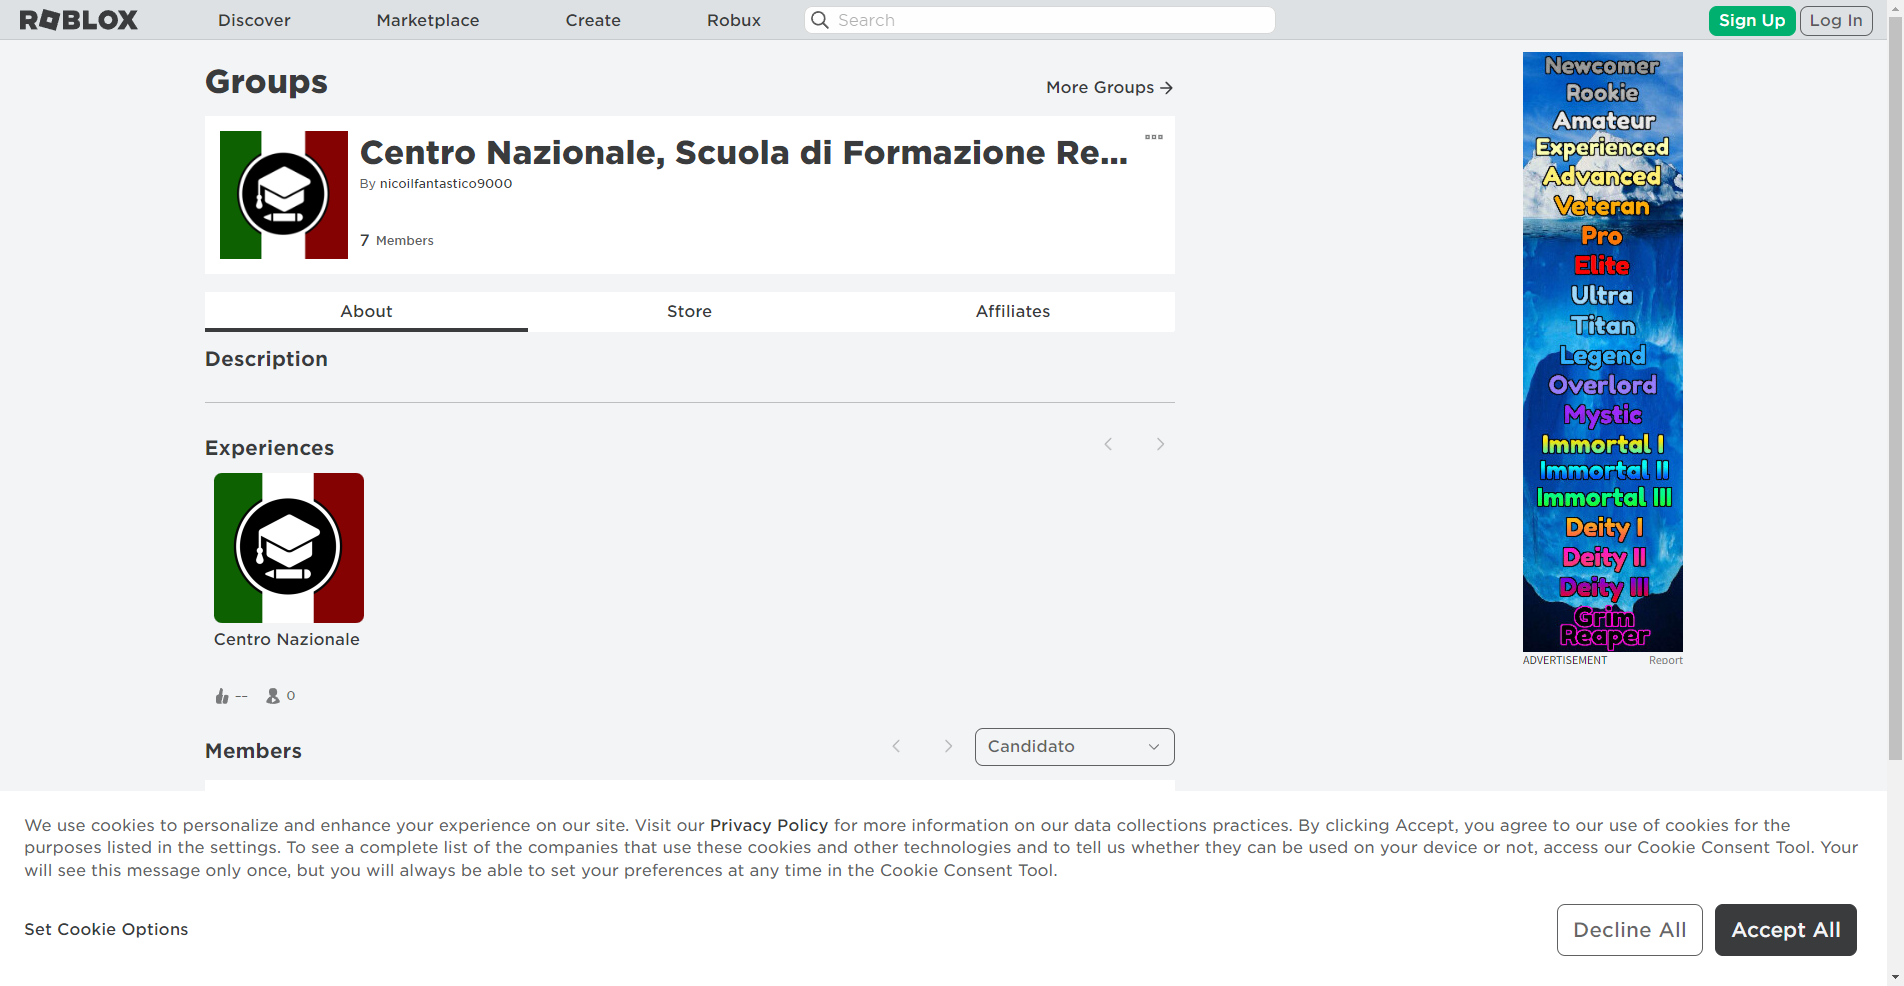 ROBLOX
Discover
Marketplace
Create
Robux
Search
Sign Up
Log In
Groups
More Groups
Centro Nazionale, Scuola di Formazione Re...
By nicoilfantastico9000
7 Members
About
Store
Affiliates
Description
Experiences
Centro Nazionale
--
0
Members
Candidato
Newcomer
Rookie
Amateur
Experienced
Advanced
Veteran
Pro
Elite
Ultra
Titan
Legend
Overlord
Mystic
Immortal I
Immortal II
Immortal III
Deity I
Deity II
Deity III
Grim
Reaper
ADVERTISEMENT
Report
We use cookies to personalize and enhance your experience on our site. Visit our Privacy Policy for more information on our data collections practices. By clicking Accept, you agree to our use of cookies for the
purposes listed in the settings. To see a complete list of the companies that use these cookies and other technologies and to tell us whether they can be used on your device or not, access our Cookie Consent Tool. Your
will see this message only once, but you will always be able to set your preferences at any time in the Cookie Consent Tool.
Set Cookie Options
Decline All
Accept All